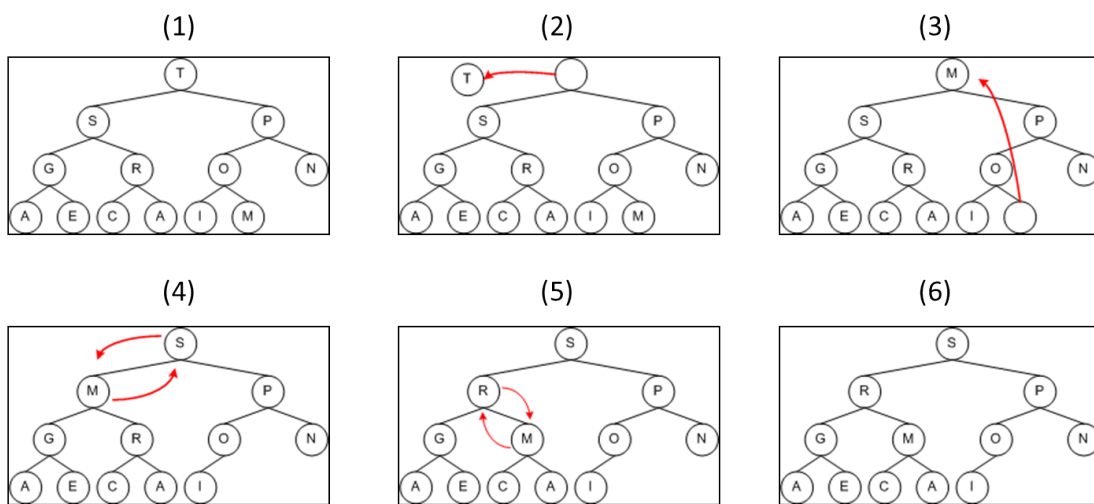 (1) (2) (3)
T T M
S P S P S P
G R O N G R O N G R O N
A E C A I M A E C A I M A E C A I
(4) (5) (6)
S S S
M P R P R P
G R O N G M O N G M O N
A E C A I A E C A I A E C A I